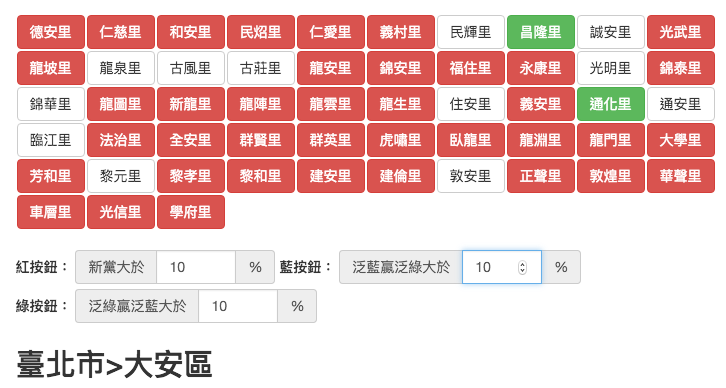 德安里 仁慈里 和安里 民炤里 仁愛里 義村里 民輝里 昌隆里 誠安里 光武里
龍坡里 龍泉里 古風里 古莊里 龍安里 錦安里 福住里 永康里 光明里 錦泰里
錦華里 龍圖里 新龍里 龍陣里 龍雲里 龍生里 住安里 義安里 通化里 通安里
臨江里 法治里 全安里 群賢里 群英里 虎嘯里 臥龍里 龍淵里 龍門里 大學里
芳和里 黎元里 黎孝里 黎和里 建安里 建倫里 敦安里 正聲里 敦煌里 華聲里
車層里 光信里 學府里
紅按鈕： 新黨大於 10 % 藍按鈕： 泛藍贏泛綠大於 10 %
綠按鈕： 泛綠贏泛藍大於 10 %
臺北市>大安區